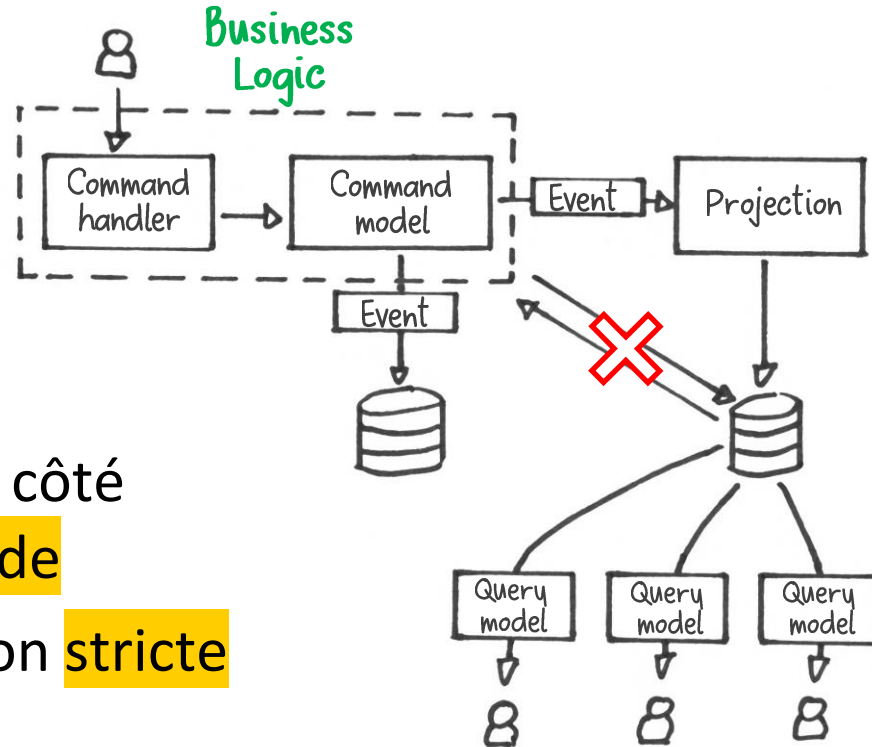 Business
Logic
Command
handler
Command
model
Event
Projection
Event
côté
de
on stricte
Query
model
Query
model
Query
model